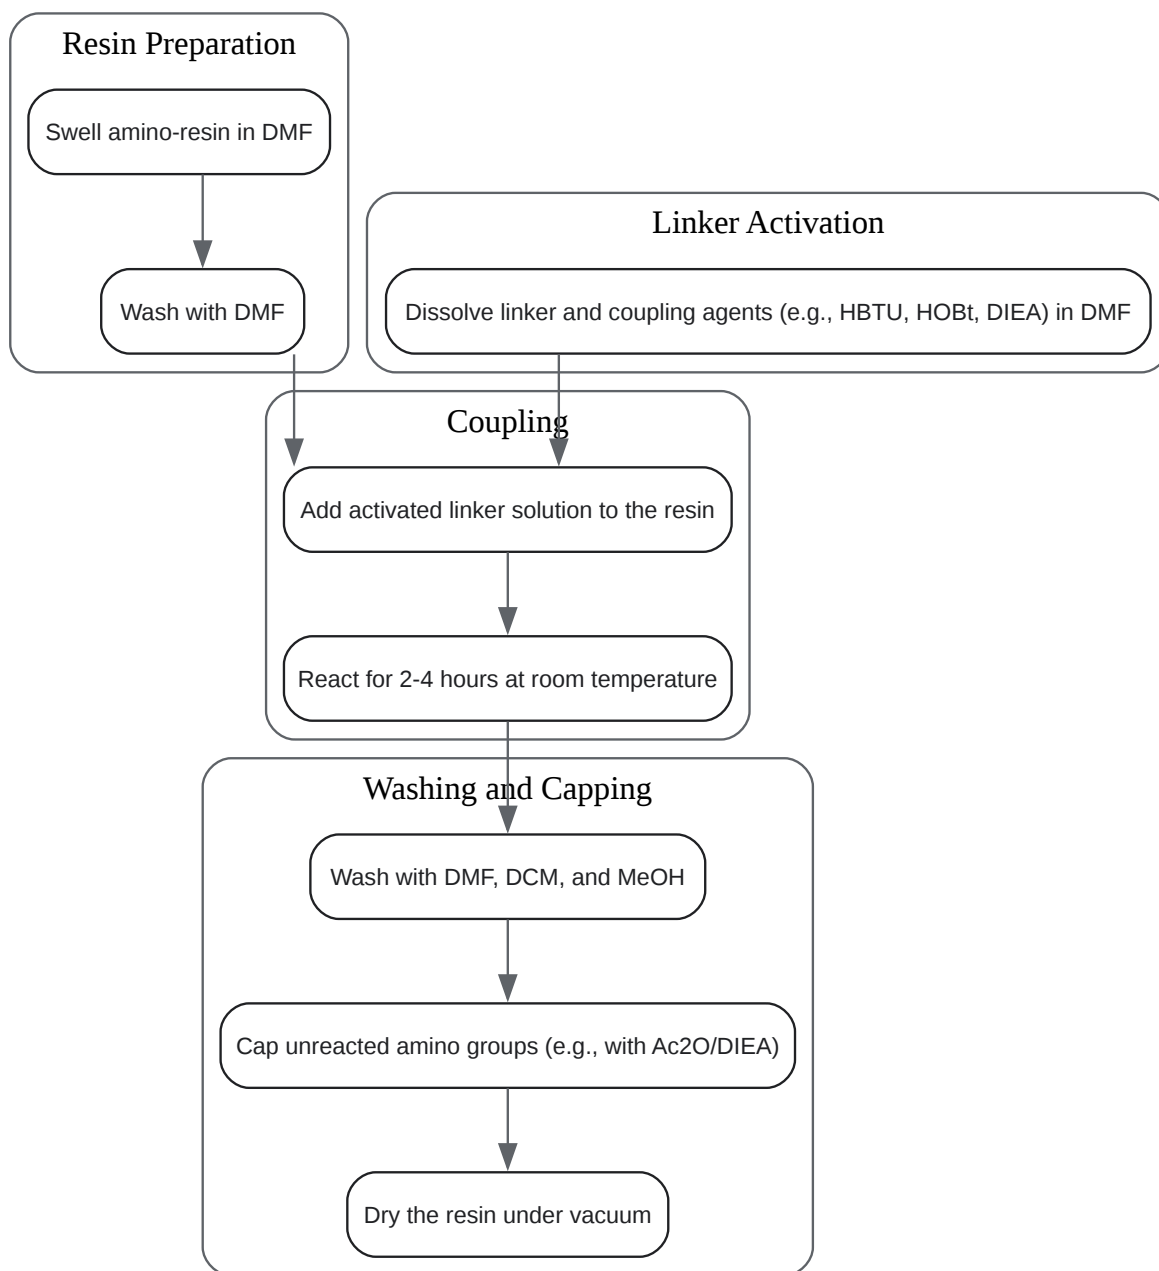 Resin Preparation
Swell amino-resin in DMF
Wash with DMF
Linker Activation
Dissolve linker and coupling agents (e.g., HBTU, HOBt, DIEA) in DMF
Coupling
Add activated linker solution to the resin
React for 2-4 hours at room temperature
Washing and Capping
Wash with DMF, DCM, and MeOH
Cap unreacted amino groups (e.g., with Ac2O/DIEA)
Dry the resin under vacuum